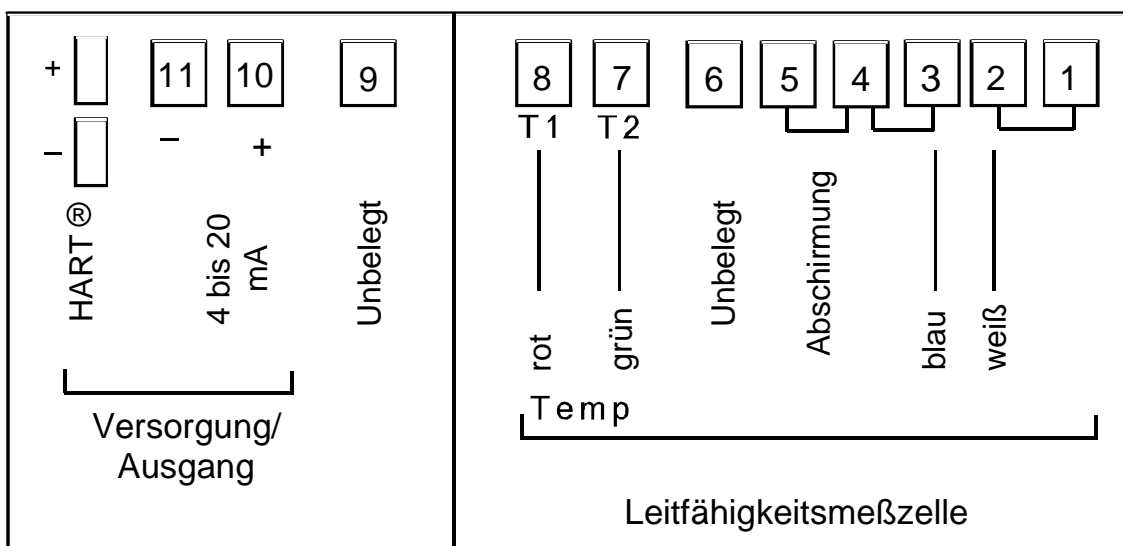 + 11 10 9
− − +
HART®
4 bis 20
mA
Unbelegt
Versorgung/
Ausgang
8 7 6 5 4 3 2 1
T1 T2
rot
grün
Unbelegt
Abschirmung
blau
weiß
Temp
Leitfähigkeitsmeßzelle